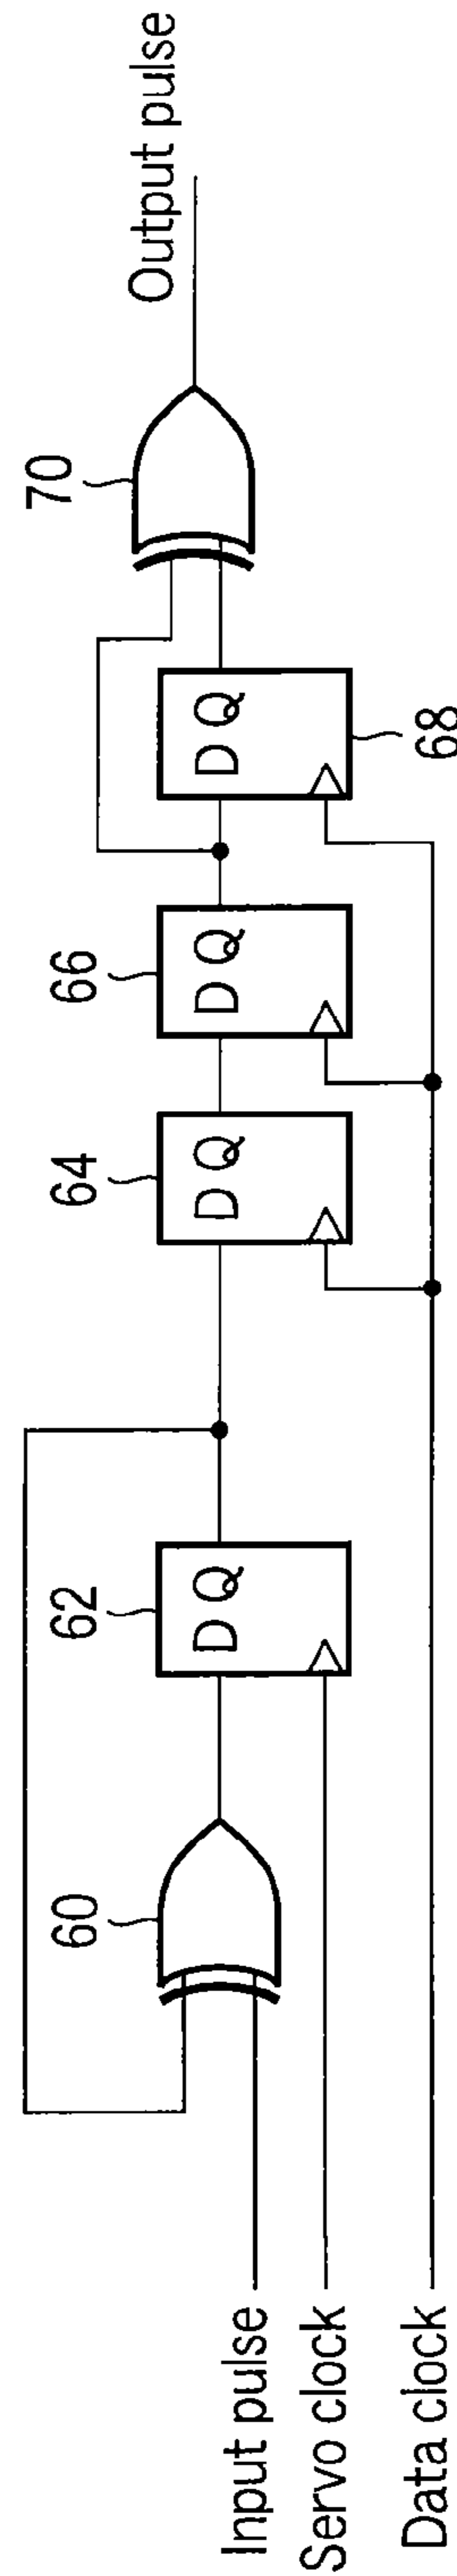 Input pulse
Servo clock
Data clock
60
62
D Q
64
D Q
66
D Q
68
D Q
70
Output pulse